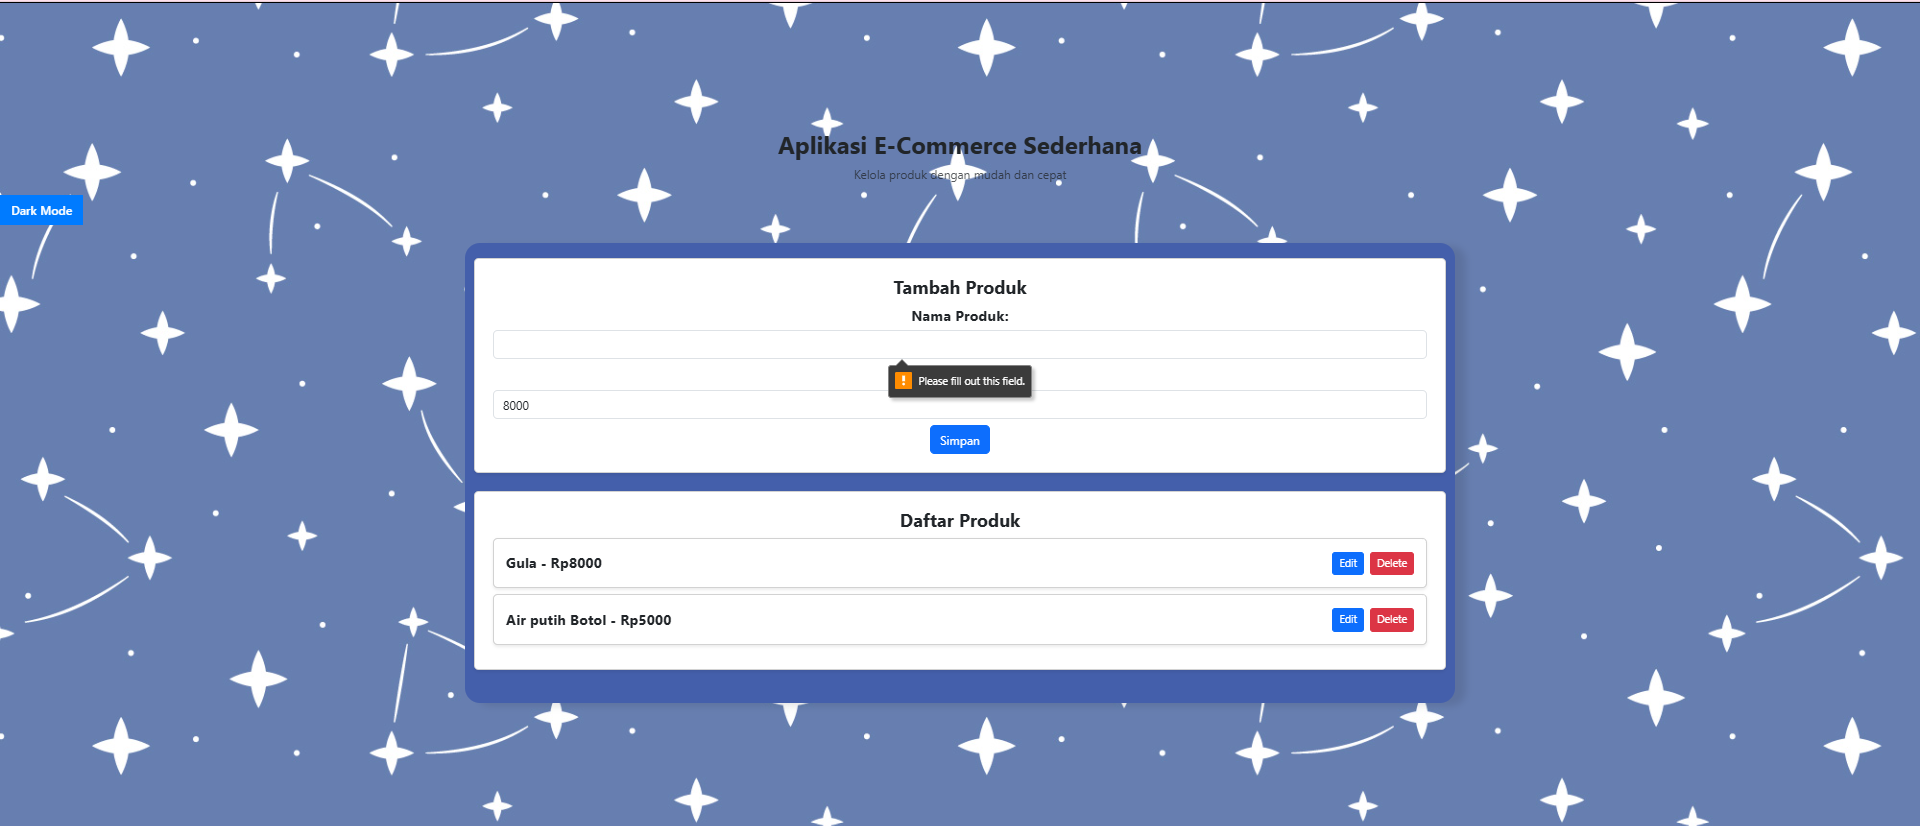 Aplikasi E-Commerce Sederhana
Kelola produk dengan mudah dan cepat
Dark Mode
Tambah Produk
Nama Produk:
! Please fill out this field.
8000
Simpan
Daftar Produk
Gula - Rp8000
Edit
Delete
Air putih Botol - Rp5000
Edit
Delete